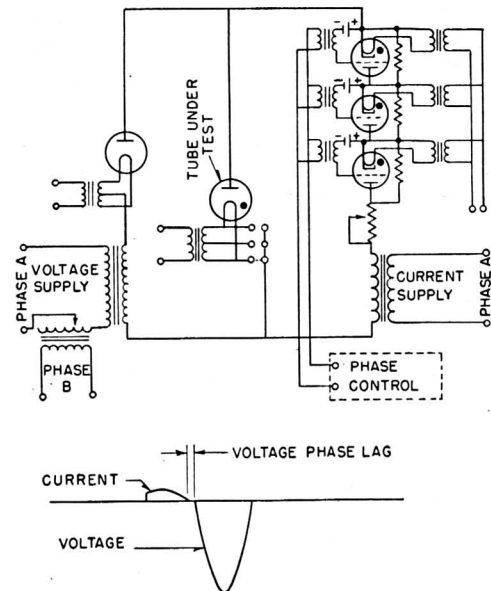 - +
- +
- +
TUBE UNDER
TEST
PHASE A
VOLTAGE
SUPPLY
PHASE
B
CURRENT
SUPPLY
PHASE A
PHASE
CONTROL
VOLTAGE PHASE LAG
CURRENT
VOLTAGE